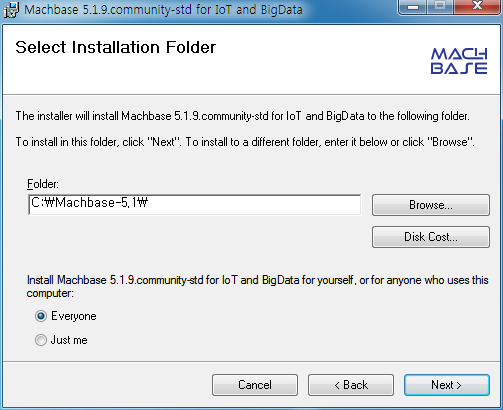 Machbase 5.1.9.community-std for IoT and BigData
Select Installation Folder
MACH
BASE
The installer will install Machbase 5.1.9.community-std for IoT and BigData to the following folder.
To install in this folder, click "Next". To install to a different folder, enter it below or click "Browse".
Folder:
C:₩Machbase-5.1₩
Browse...
Disk Cost...
Install Machbase 5.1.9.community-std for IoT and BigData for yourself, or for anyone who uses this
computer:
Everyone
Just me
Cancel
< Back
Next >